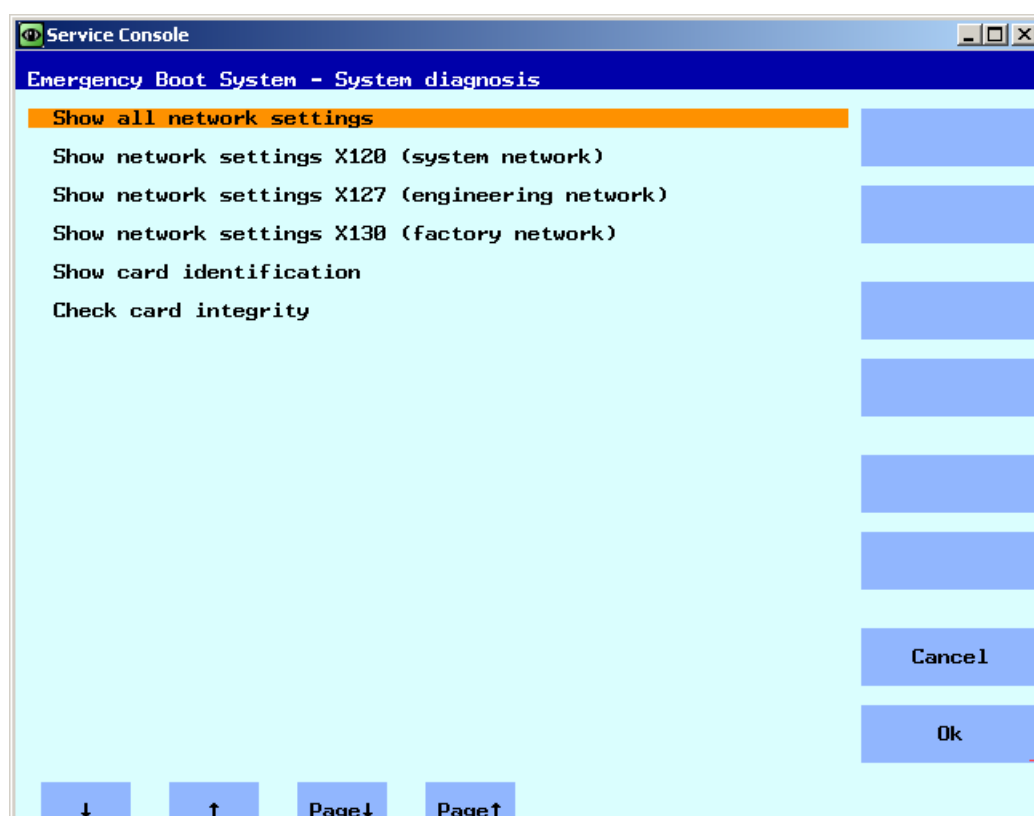 Service Console
Emergency Boot System - System diagnosis
Show all network settings
Show network settings X120 (system network)
Show network settings X127 (engineering network)
Show network settings X130 (factory network)
Show card identification
Check card integrity
Cancel
Ok
↓ ↑ Page↓ Page↑